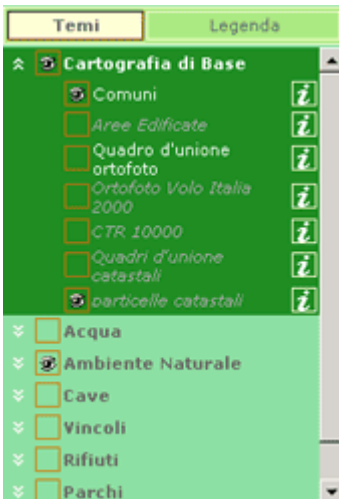 Temi Legenda
Cartografia di Base
Comuni
Aree Edificate
Quadro d'unione
ortofoto
Ortofoto Volo Italia
2000
CTR 10000
Quadri d'unione
catastali
particelle catastali
Acqua
Ambiente Naturale
Cave
Vincoli
Rifiuti
Parchi